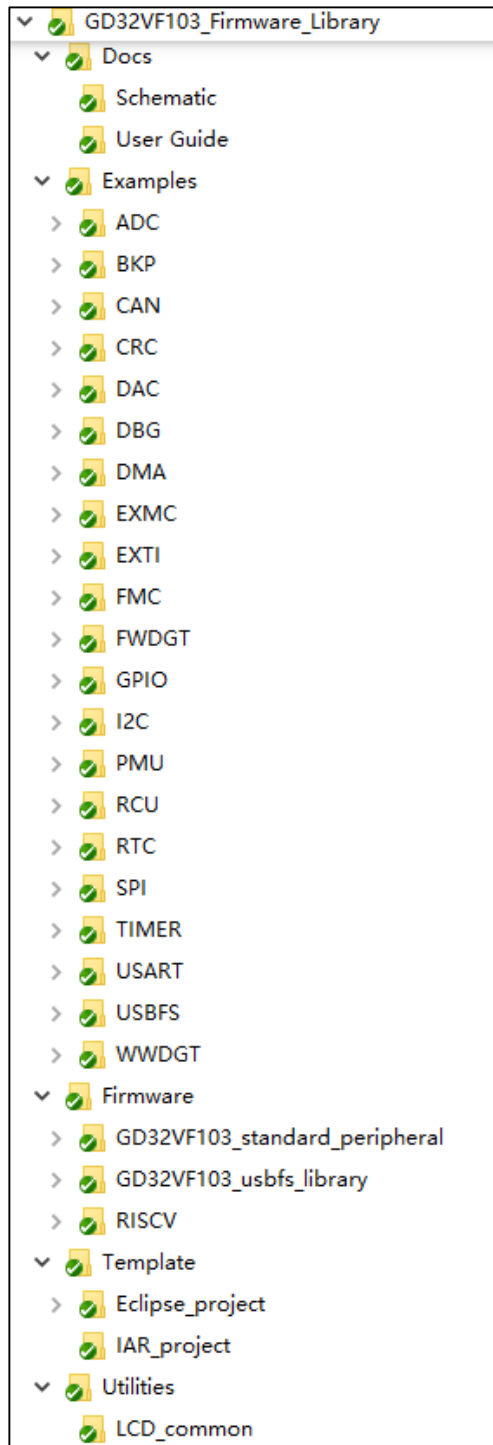 GD32VF103_Firmware_Library
Docs
Schematic
User Guide
Examples
ADC
BKP
CAN
CRC
DAC
DBG
DMA
EXMC
EXTI
FMC
FWDGT
GPIO
I2C
PMU
RCU
RTC
SPI
TIMER
USART
USBFS
WWDGT
Firmware
GD32VF103_standard_peripheral
GD32VF103_usbfs_library
RISCV
Template
Eclipse_project
IAR_project
Utilities
LCD_common